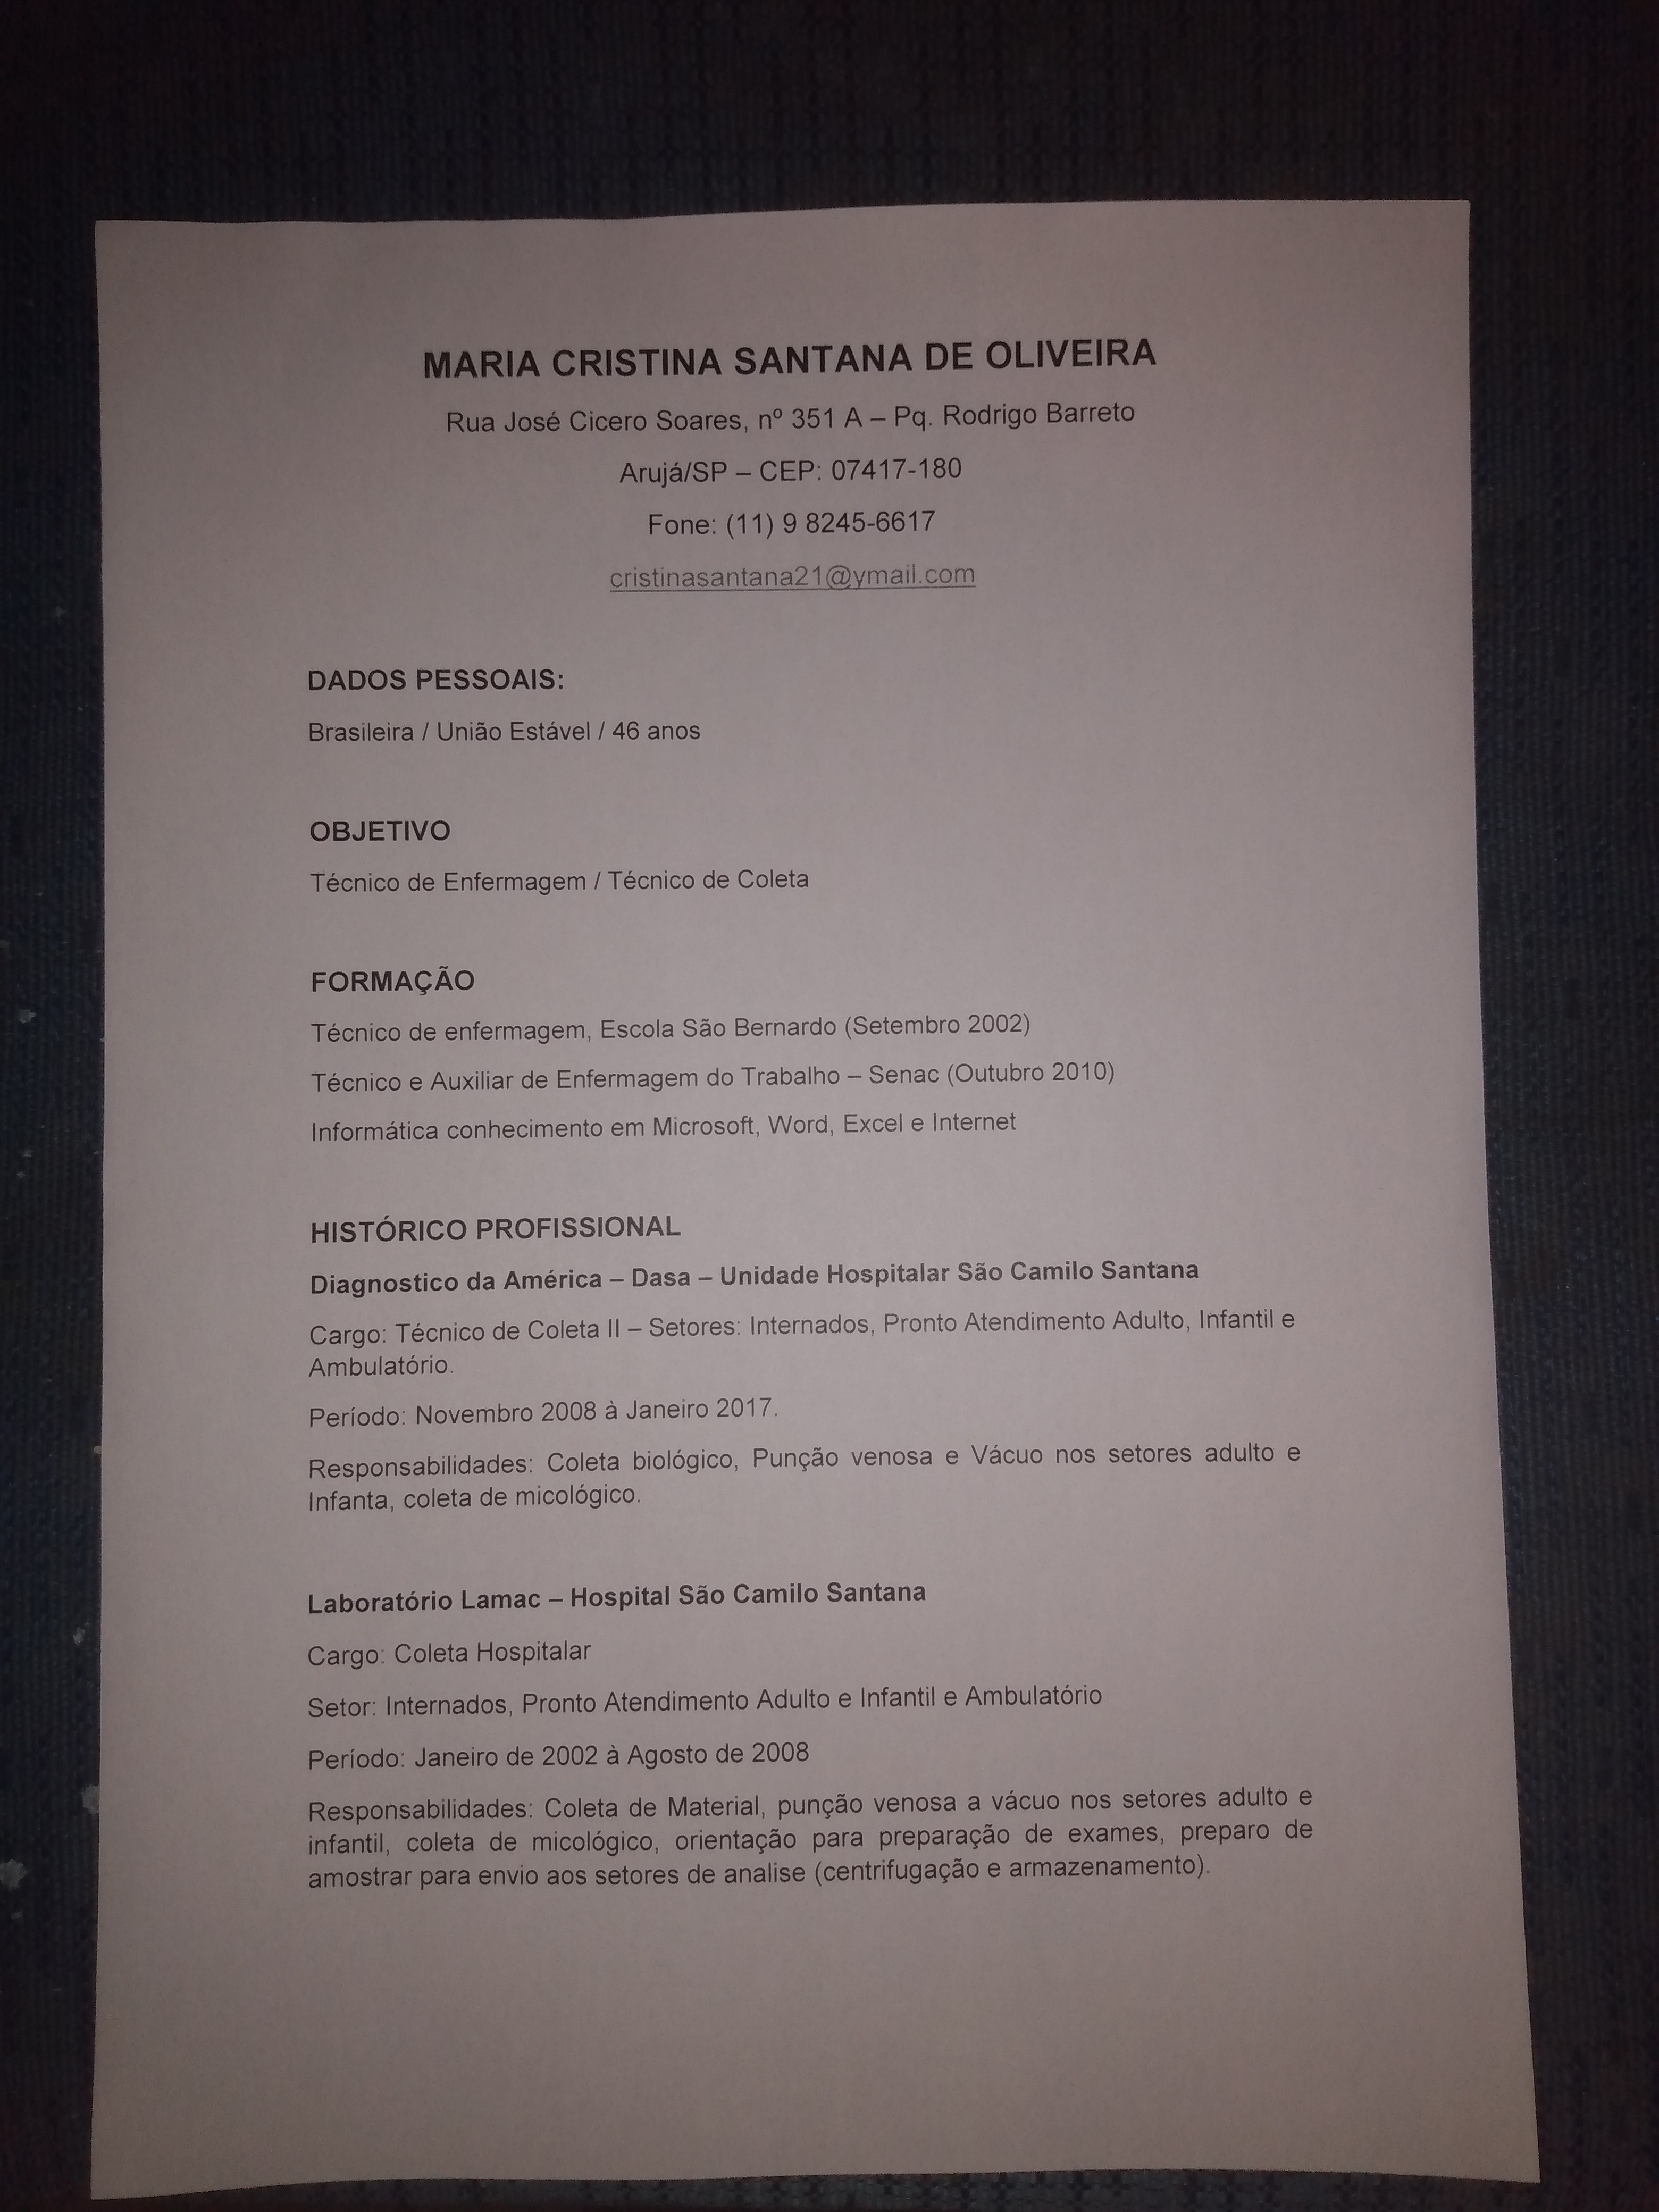 MARIA CRISTINA SANTANA DE OLIVEIRA
Rua José Cicero Soares, nº 351 A – Pq. Rodrigo Barreto
Arujá/SP – CEP: 07417-180
Fone: (11) 9 8245-6617
cristinasantana21@ymail.com
DADOS PESSOAIS:
Brasileira / União Estável / 46 anos
OBJETIVO
Técnico de Enfermagem / Técnico de Coleta
FORMAÇÃO
Técnico de enfermagem, Escola São Bernardo (Setembro 2002)
Técnico e Auxiliar de Enfermagem do Trabalho – Senac (Outubro 2010)
Informática conhecimento em Microsoft, Word, Excel e Internet
HISTÓRICO PROFISSIONAL
Diagnostico da América – Dasa – Unidade Hospitalar São Camilo Santana
Cargo: Técnico de Coleta II – Setores: Internados, Pronto Atendimento Adulto, Infantil e
Ambulatório.
Período: Novembro 2008 à Janeiro 2017.
Responsabilidades: Coleta biológico, Punção venosa e Vácuo nos setores adulto e
Infanta, coleta de micológico.
Laboratório Lamac – Hospital São Camilo Santana
Cargo: Coleta Hospitalar
Setor: Internados, Pronto Atendimento Adulto e Infantil e Ambulatório
Período: Janeiro de 2002 à Agosto de 2008
Responsabilidades: Coleta de Material, punção venosa a vácuo nos setores adulto e
infantil, coleta de micológico, orientação para preparação de exames, preparo de
amostrar para envio aos setores de analise (centrifugação e armazenamento).